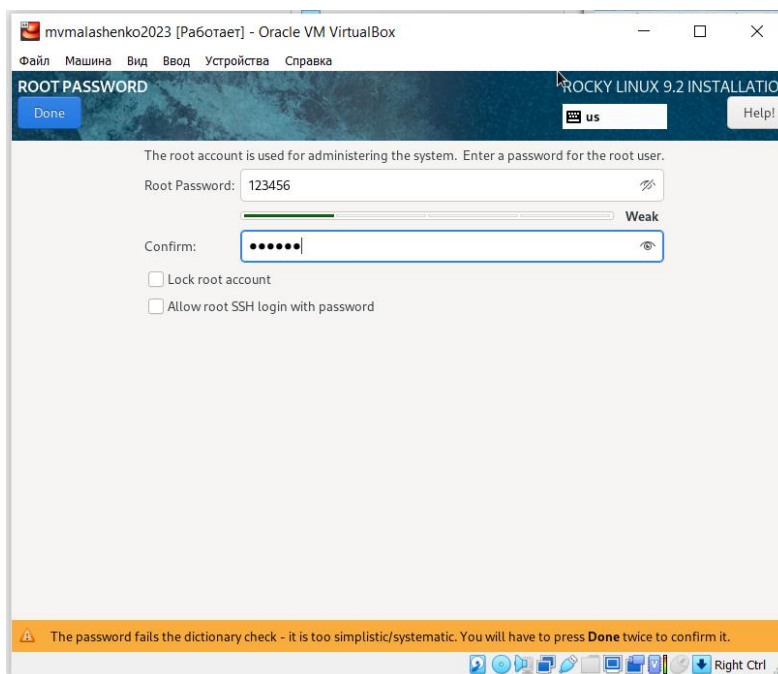 mvmalashenko2023 [Работает] - Oracle VM VirtualBox
Файл Машина Вид Ввод Устройства Справка
ROOT PASSWORD
ROCKY LINUX 9.2 INSTALLATIO
Done
us
Help!
The root account is used for administering the system. Enter a password for the root user.
Root Password: 123456
Weak
Confirm: ••••••
Lock root account
Allow root SSH login with password
The password fails the dictionary check - it is too simplistic/systematic. You will have to press Done twice to confirm it.
Right Ctrl